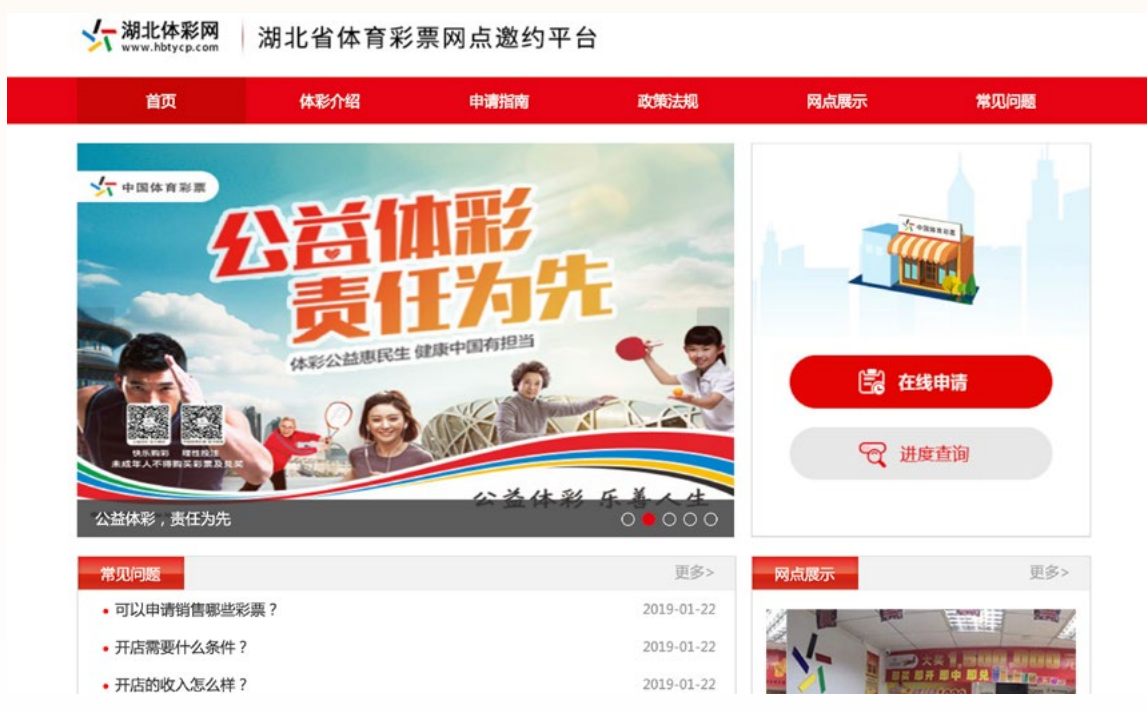 湖北体彩网
www.hbtycp.com
湖北省体育彩票网点邀约平台
首页 体彩介绍 申请指南 政策法规 网点展示 常见问题
中国体育彩票
公益体彩
责任为先
体彩公益惠民生 健康中国有担当
快乐购彩 理性投注
未成年人不得购买彩票及兑奖
公益体彩 乐善人生
公益体彩，责任为先
中国体育彩票
在线申请
进度查询
常见问题 更多>
可以申请销售哪些彩票？ 2019-01-22
开店需要什么条件？ 2019-01-22
开店的收入怎么样？ 2019-01-22
网点展示 更多>
即买 即开 即中 即兑